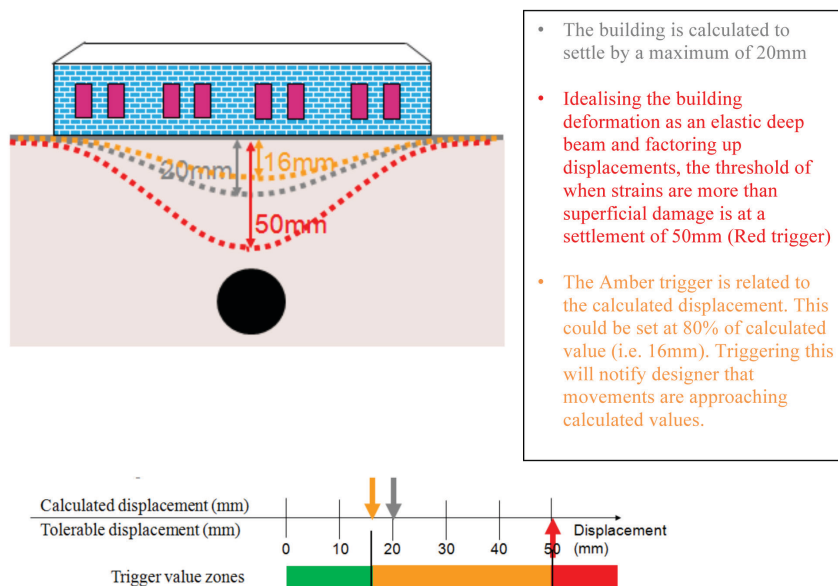 20mm
16mm
50mm
• The building is calculated to
settle by a maximum of 20mm
• Idealising the building
deformation as an elastic deep
beam and factoring up
displacements, the threshold of
when strains are more than
superficial damage is at a
settlement of 50mm (Red trigger)
• The Amber trigger is related to
the calculated displacement. This
could be set at 80% of calculated
value (i.e. 16mm). Triggering this
will notify designer that
movements are approaching
calculated values.
Calculated displacement (mm)
Tolerable displacement (mm)
Displacement
(mm)
0 10 20 30 40 50
Trigger value zones